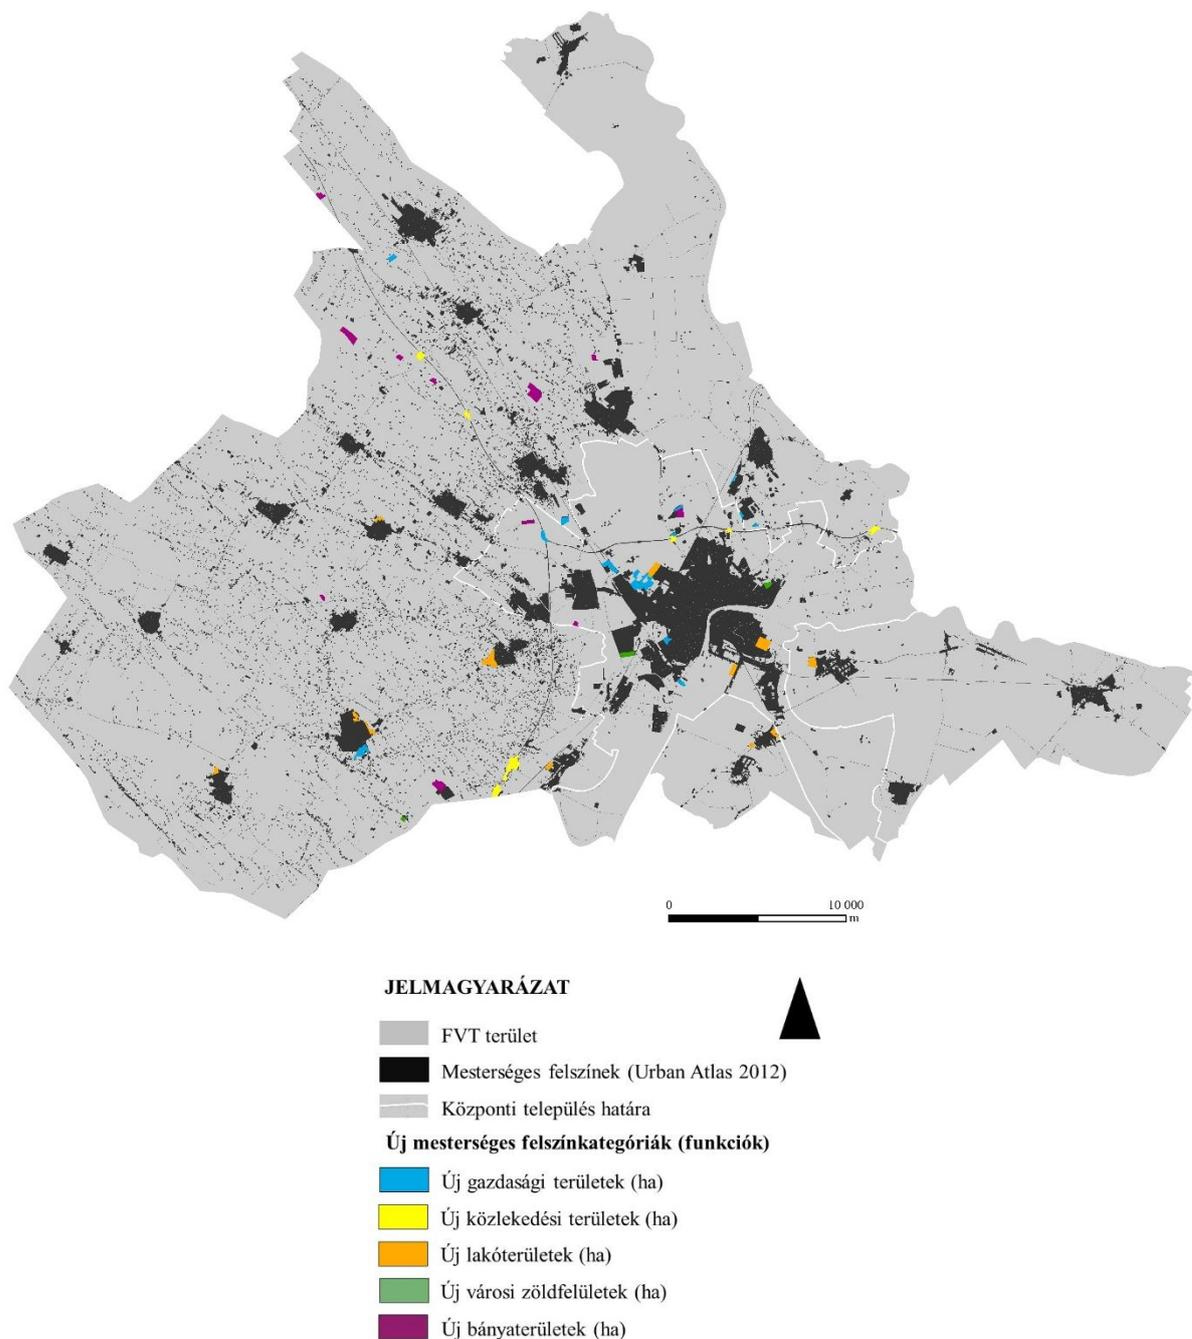 0 10 000
m
JELMAGYARÁZAT
FVT terület
Mesterséges felszínek (Urban Atlas 2012)
Központi település határa
Új mesterséges felszínkategóriák (funkciók)
Új gazdasági területek (ha)
Új közlekedési területek (ha)
Új lakóterületek (ha)
Új városi zöldfelületek (ha)
Új bányaterületek (ha)